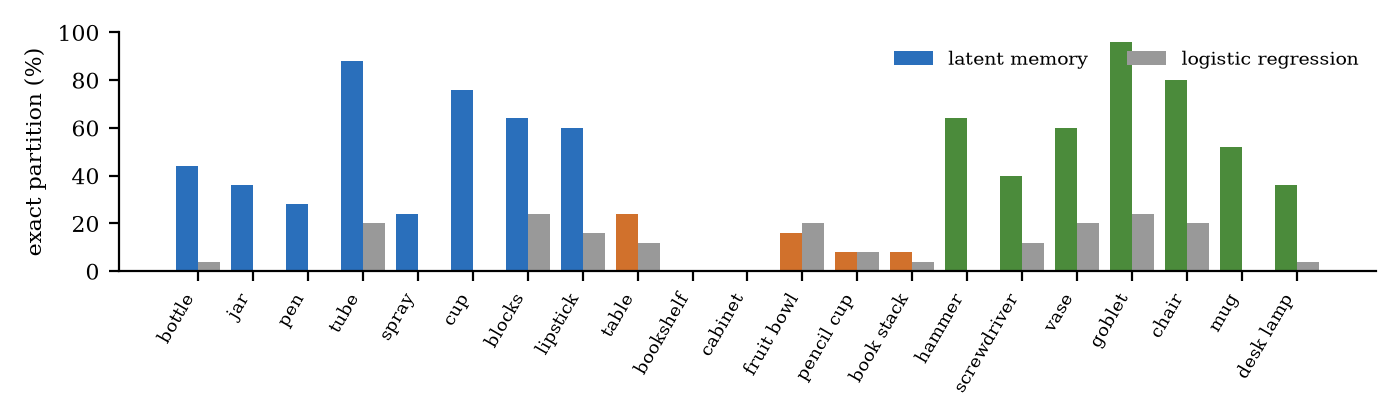 exact partition (%)
100
80
60
40
20
0
latent memory
logistic regression
bottle
jar
pen
tube
spray
cup
blocks
lipstick
table
bookshelf
cabinet
fruit bowl
pencil cup
book stack
hammer
screwdriver
vase
goblet
chair
mug
desk lamp